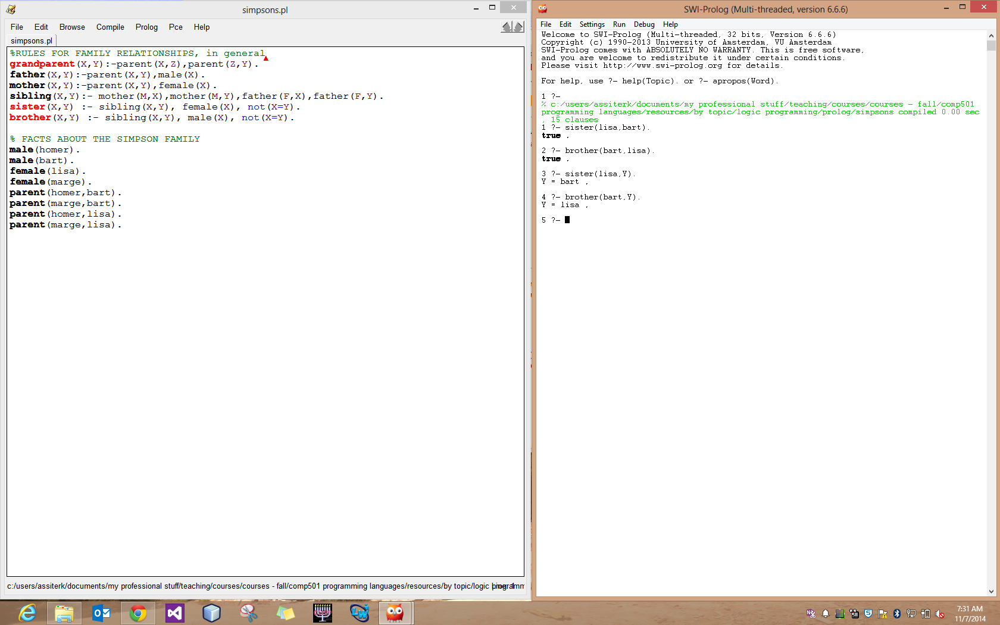 simpsons.pl
File Edit Browse Compile Prolog Pce Help
simpsons.pl
%RULES FOR FAMILY RELATIONSHIPS, in general
grandparent(X,Y):-parent(X,Z),parent(Z,Y).
father(X,Y):-parent(X,Y),male(X).
mother(X,Y):-parent(X,Y),female(X).
sibling(X,Y):- mother(M,X),mother(M,Y),father(F,X),father(F,Y).
sister(X,Y) :- sibling(X,Y), female(X), not(X=Y).
brother(X,Y) :- sibling(X,Y), male(X), not(X=Y).
% FACTS ABOUT THE SIMPSON FAMILY
male(homer).
male(bart).
female(lisa).
female(marge).
parent(homer,bart).
parent(marge,bart).
parent(homer,lisa).
parent(marge,lisa).
c:/users/assiterk/documents/my professional stuff/teaching/courses/courses - fall/comp501 programming languages/resources/by topic/logic
SWI-Prolog (Multi-threaded, version 6.6.6)
File Edit Settings Run Debug Help
Welcome to SWI-Prolog (Multi-threaded, 32 bits, Version 6.6.6)
Copyright (c) 1990-2013 University of Amsterdam, VU Amsterdam
SWI-Prolog comes with ABSOLUTELY NO WARRANTY. This is free software,
and you are welcome to redistribute it under certain conditions.
Please visit http://www.swi-prolog.org for details.
For help, use ?- help(Topic). or ?- apropos(Word).
1 ?-
% c:/users/assiterk/documents/my professional stuff/teaching/courses/courses - fall/comp501
programming languages/resources/by topic/logic programming/prolog/simpsons compiled 0.00 sec
, 15 clauses
1 ?- sister(lisa,bart).
true .
2 ?- brother(bart,lisa).
true .
3 ?- sister(lisa,Y).
Y = bart .
4 ?- brother(bart,Y).
Y = lisa .
5 ?-
7:31 AM
11/7/2014